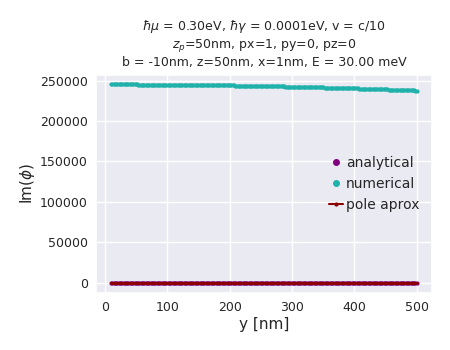 ℏμ = 0.30eV, ℏγ = 0.0001eV, v = c/10
zₚ=50nm, px=1, py=0, pz=0
b = -10nm, z=50nm, x=1nm, E = 30.00 meV
250000
200000
150000
100000
50000
0
Im(ϕ)
analytical
numerical
pole aprox
0 100 200 300 400 500
y [nm]